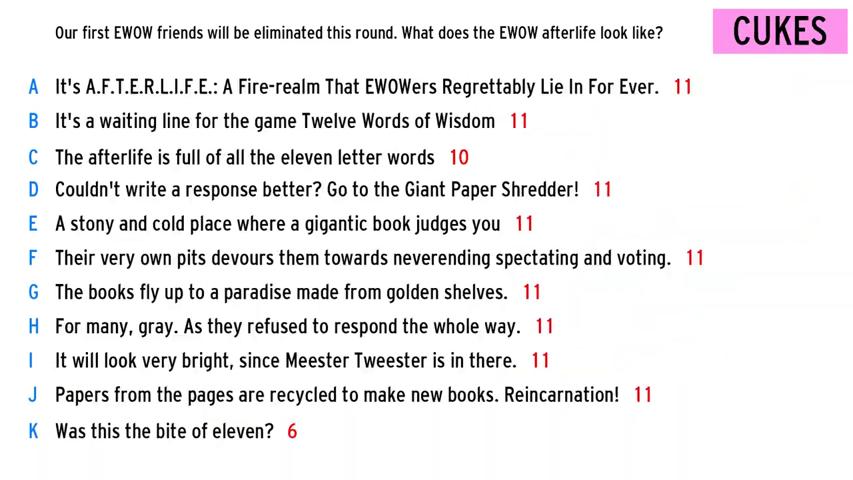 Our first EWOW friends will be eliminated this round. What does the EWOW afterlife look like?
CUKES
A It's A.F.T.E.R.L.I.F.E.: A Fire-realm That EWOWers Regrettably Lie In For Ever. 11
B It's a waiting line for the game Twelve Words of Wisdom 11
C The afterlife is full of all the eleven letter words 10
D Couldn't write a response better? Go to the Giant Paper Shredder! 11
E A stony and cold place where a gigantic book judges you 11
F Their very own pits devours them towards neverending spectating and voting. 11
G The books fly up to a paradise made from golden shelves. 11
H For many, gray. As they refused to respond the whole way. 11
I It will look very bright, since Meester Tweester is in there. 11
J Papers from the pages are recycled to make new books. Reincarnation! 11
K Was this the bite of eleven? 6